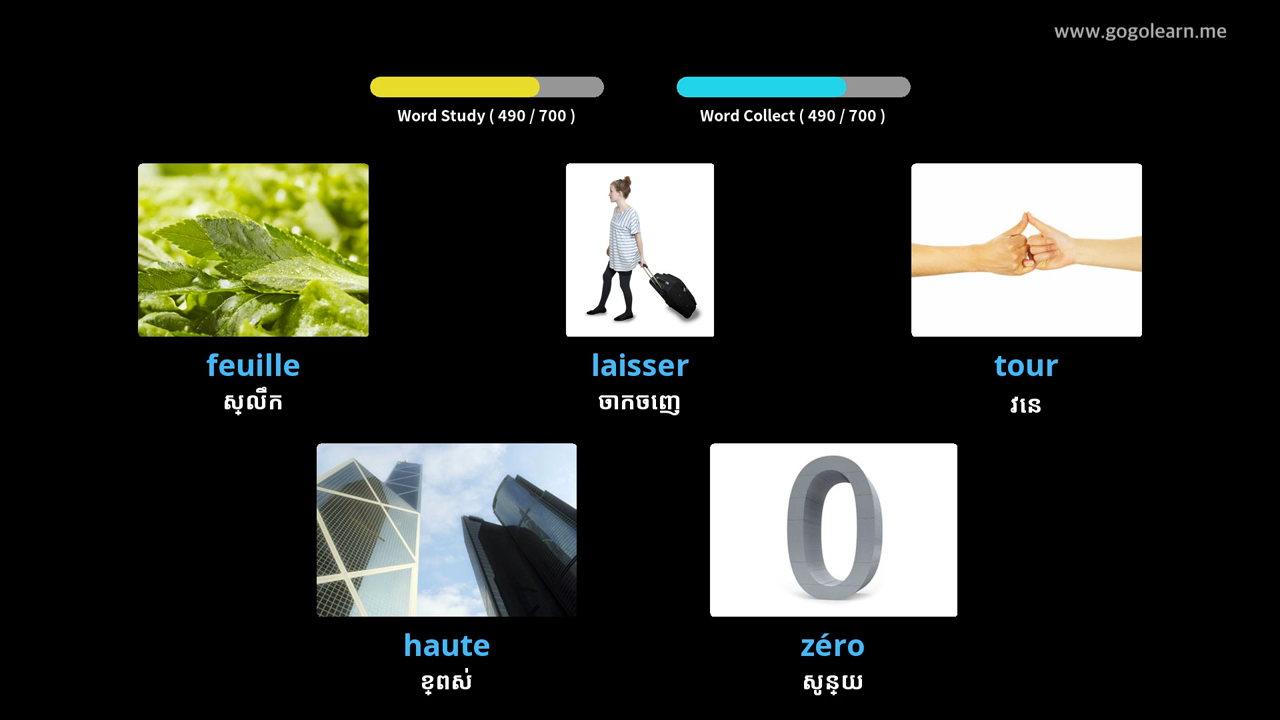 www.gogolearn.me
Word Study ( 490 / 700 )
Word Collect ( 490 / 700 )
feuille
ស្លឹក
laisser
ចាកចេញ
tour
វេន
haute
ខ្ពស់
zéro
សូន្យ